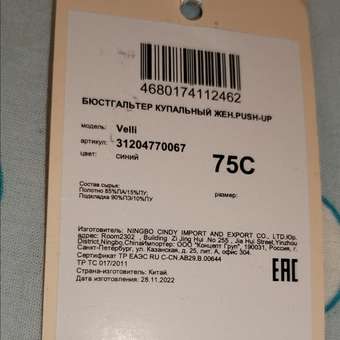 4680174112462
БЮСТГАЛЬТЕР КУПАЛЬНЫЙ ЖЕН.PUSH-UP
модель: Velli
артикул: 31204770067
цвет: синий
75C
размер:
Состав сырья:
Полотно 85%ПА/15%ПУ;
Подкладка 90%ПЭ/10%ПУ
Изготовитель: NINGBO CINDY IMPORT AND EXPORT CO., LTD.Юр.
адрес: Room2302 , Building Zi Jing Hui No 255 , Jia Hui Street,Yinzhou
District,Ningbo,ChinaИмпортер: ООО "Концепт Груп", 190031, Россия, г.
Санкт-Петербург, ул. Казанская, д. 25, лит. А, офис 304.
Сертификат ТР ЕАЭС RU C-CN.АВ29.В.00644
ТР ТС 017/2011
Страна-изготовитель: Китай.
Дата изготовления: 28.11.2022
EAC